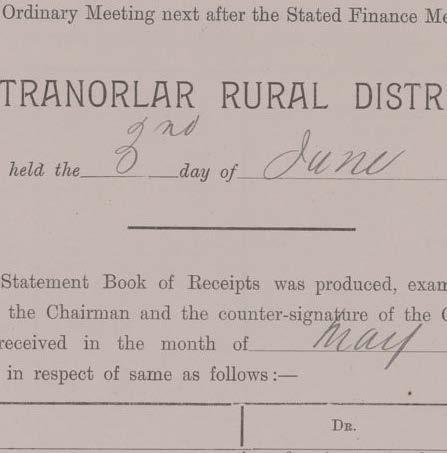 Ordinary Meeting next after the Stated Finance Me
TRANORLAR RURAL DISTR
2nd
held the 3 day of June
Statement Book of Receipts was produced, exam
the Chairman and the counter-signature of the C
received in the month of May
in respect of same as follows:—
DR.